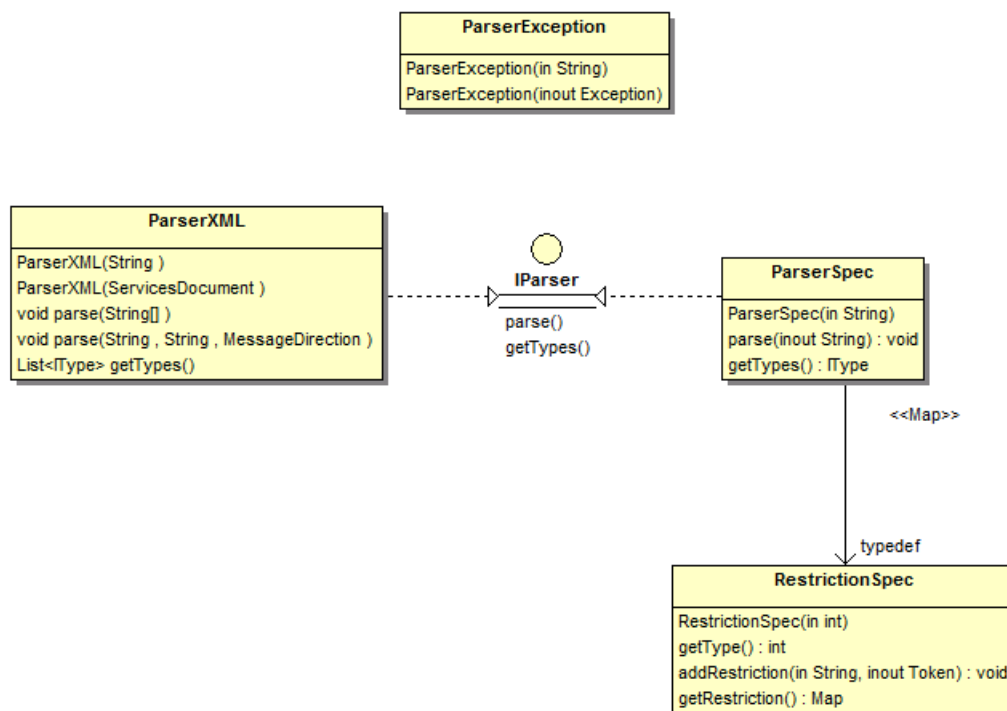 ParserException
ParserException(in String)
ParserException(inout Exception)
ParserXML
ParserXML(String )
ParserXML(ServicesDocument )
void parse(String[] )
void parse(String , String , MessageDirection )
List<IType> getTypes()
IParser
parse()
getTypes()
ParserSpec
ParserSpec(in String)
parse(inout String) : void
getTypes() : IType
<<Map>>
typedef
RestrictionSpec
RestrictionSpec(in int)
getType() : int
addRestriction(in String, inout Token) : void
getRestriction() : Map